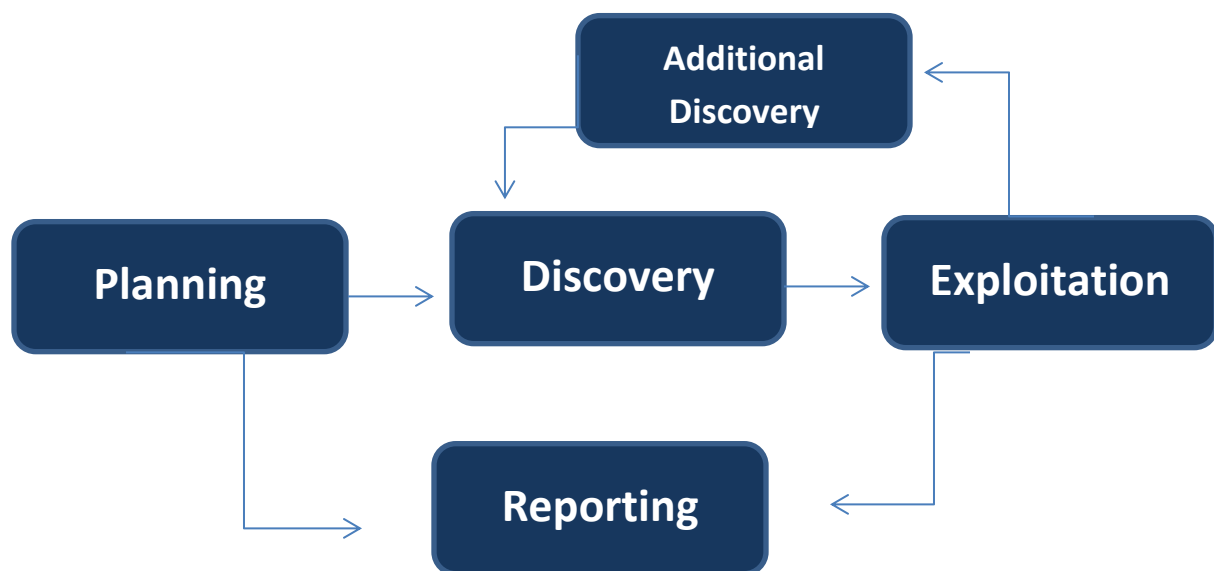 Additional
Discovery
Planning
Discovery
Exploitation
Reporting